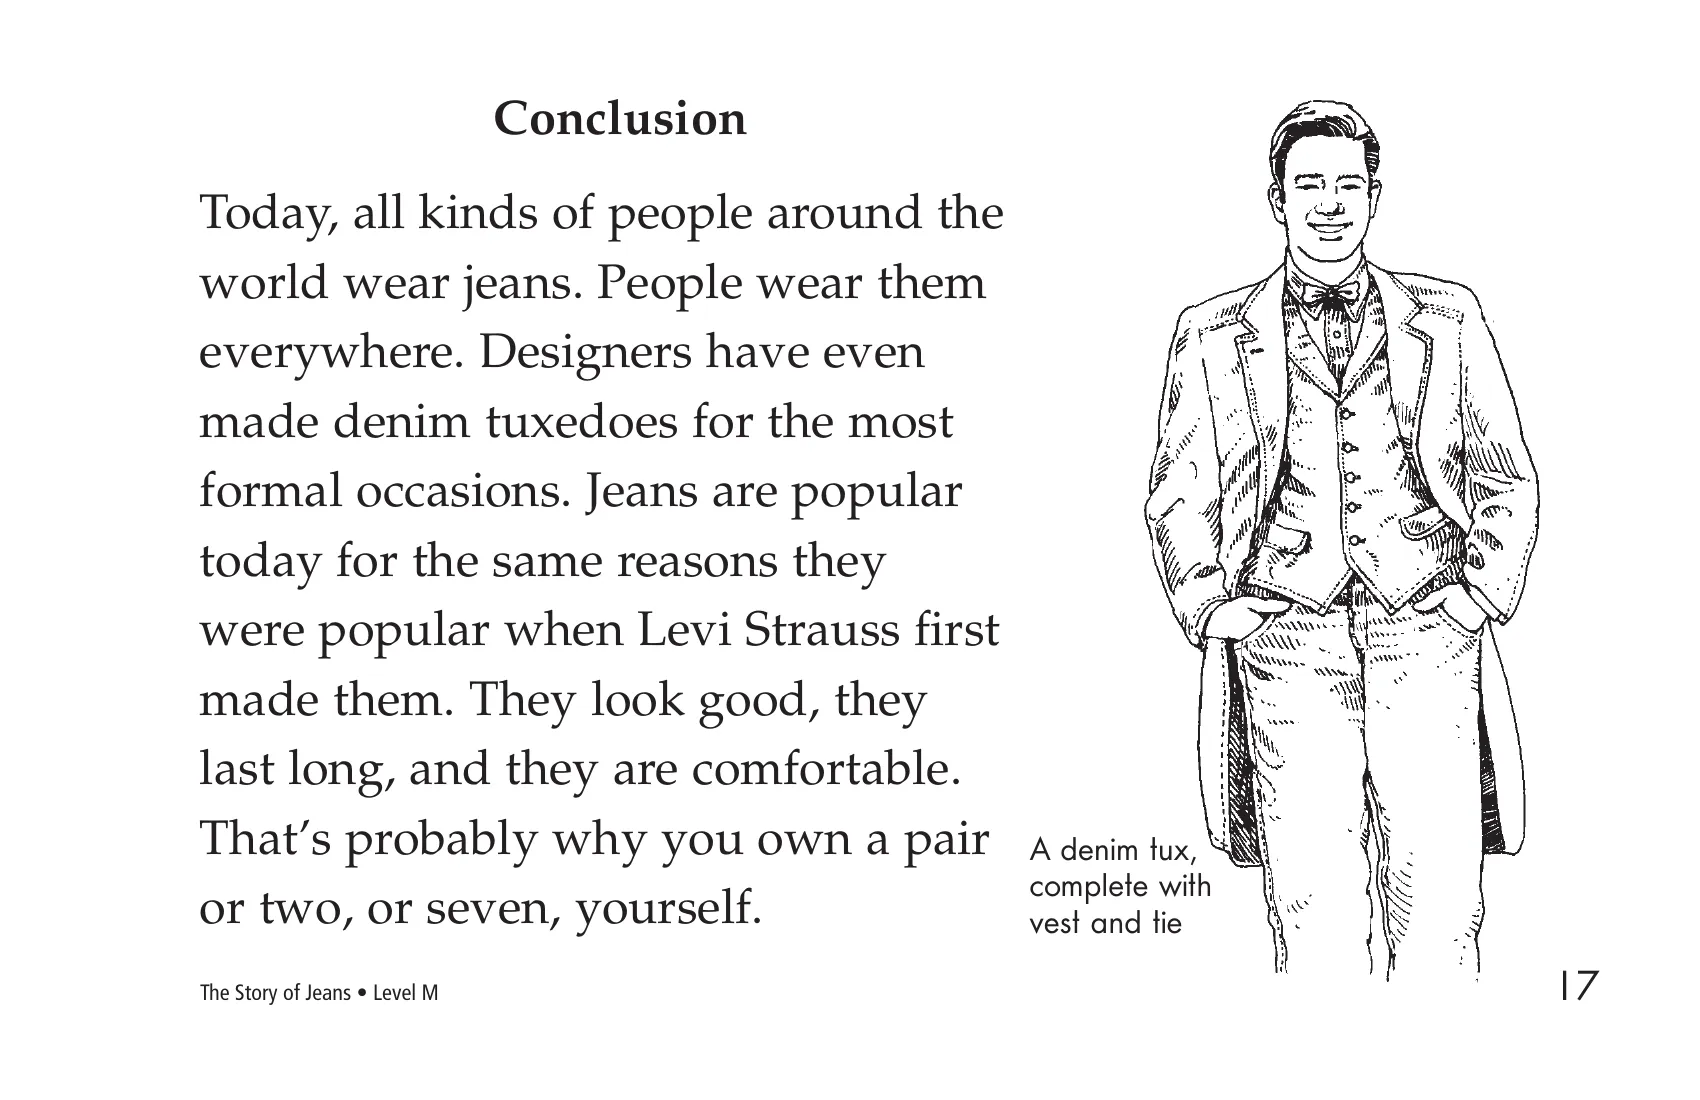 Conclusion
Today, all kinds of people around the
world wear jeans. People wear them
everywhere. Designers have even
made denim tuxedoes for the most
formal occasions. Jeans are popular
today for the same reasons they
were popular when Levi Strauss first
made them. They look good, they
last long, and they are comfortable.
That’s probably why you own a pair
or two, or seven, yourself.
A denim tux,
complete with
vest and tie
The Story of Jeans • Level M
17